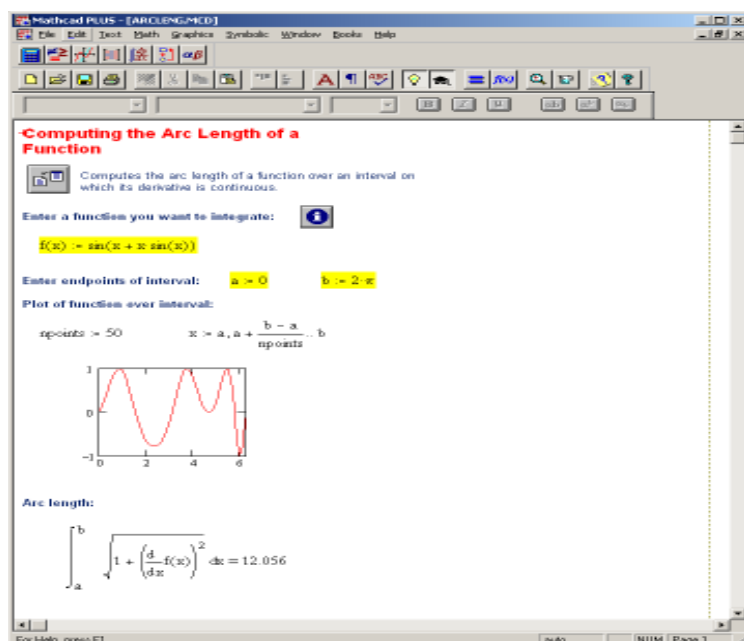 Mathcad PLUS - [ARCLENG.MCD]
File Edit Text Math Graphics Symbolic Window Books Help
Computing the Arc Length of a
Function
Computes the arc length of a function over an interval on
which its derivative is continuous.
Enter a function you want to integrate:
f(x) := sin(x + x·sin(x))
Enter endpoints of interval: a := 0 b := 2·π
Plot of function over interval:
npoints := 50 x := a, a + (b − a)/npoints .. b
1
0
−1
0 2 4 6
Arc length:
∫ₐᵇ √(1 + (d/dx f(x))²) dx = 12.056
For Help, press F1 auto NUM Page 1